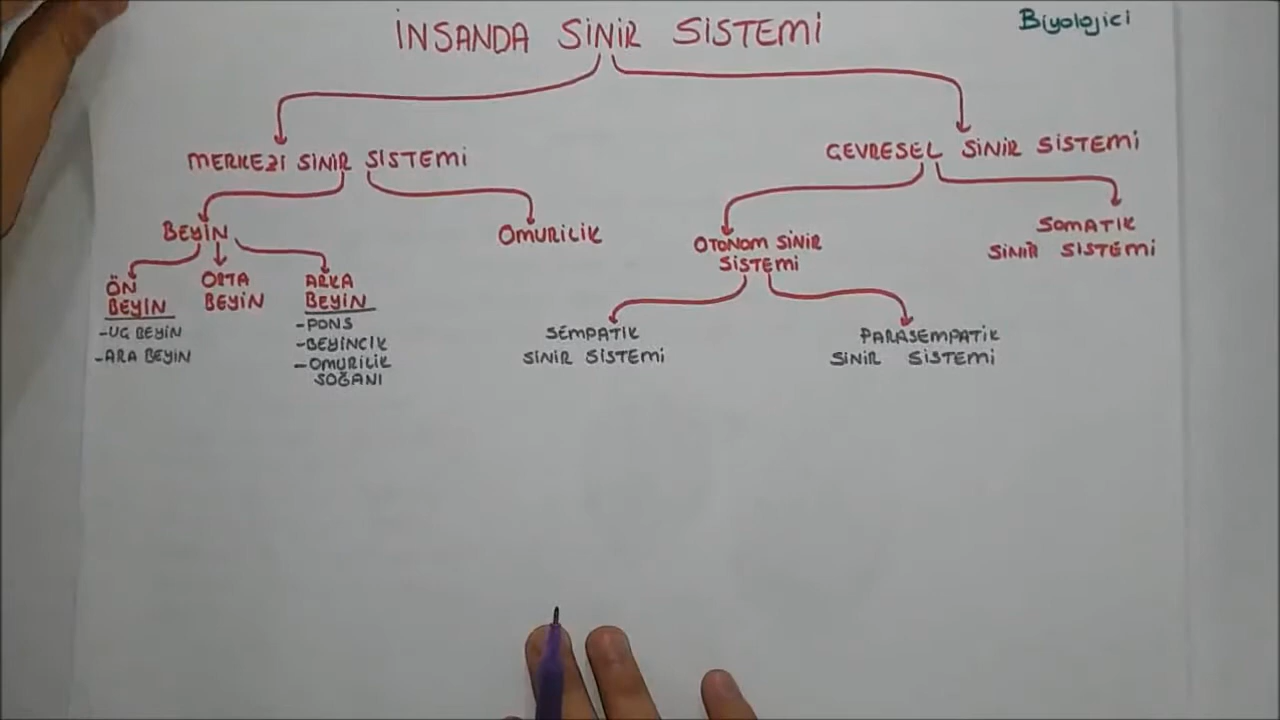 İNSANDA SİNİR SİSTEMİ
Biyolojici
MERKEZİ SİNİR SİSTEMİ
ÇEVRESEL SİNİR SİSTEMİ
BEYİN
OMURİLİK
OTONOM SİNİR
SİSTEMİ
SOMATİK
SİNİR SİSTEMİ
ÖN
BEYİN
-UÇ BEYİN
-ARA BEYİN
ORTA
BEYİN
ARKA
BEYİN
-PONS
-BEYİNCİK
-OMURİLİK
SOĞANI
SEMPATİK
SİNİR SİSTEMİ
PARASEMPATİK
SİNİR SİSTEMİ